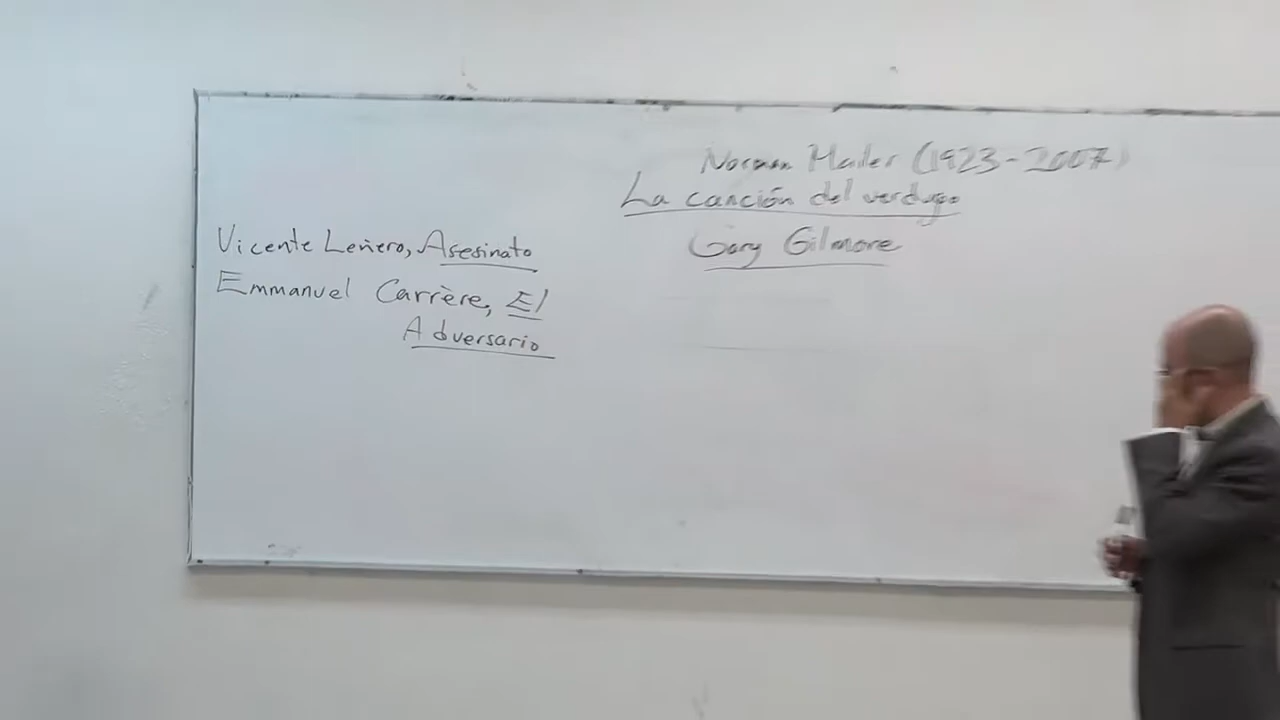 Norman Mailer (1923-2007)
La canción del verdugo
Gary Gilmore
Vicente Leñero, Asesinato
Emmanuel Carrère, El
Adversario